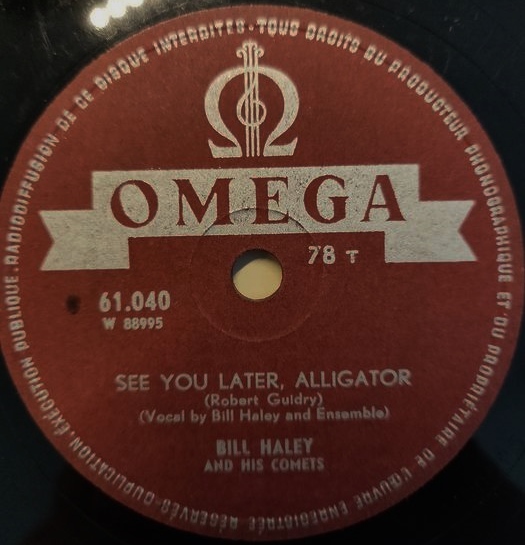 TOUS DROITS DU PRODUCTEUR PHONOGRAPHIQUE ET DU PROPRIÉTAIRE DE L'ŒUVRE ENREGISTRÉE RÉSERVÉS-DUPLICATION, EXÉCUTION PUBLIQUE-RADIODIFFUSION DE CE DISQUE INTERDITES-
Ω
OMEGA
78 T
61.040
W 88995
SEE YOU LATER, ALLIGATOR
(Robert Guidry)
(Vocal by Bill Haley and Ensemble)
BILL HALEY
AND HIS COMETS